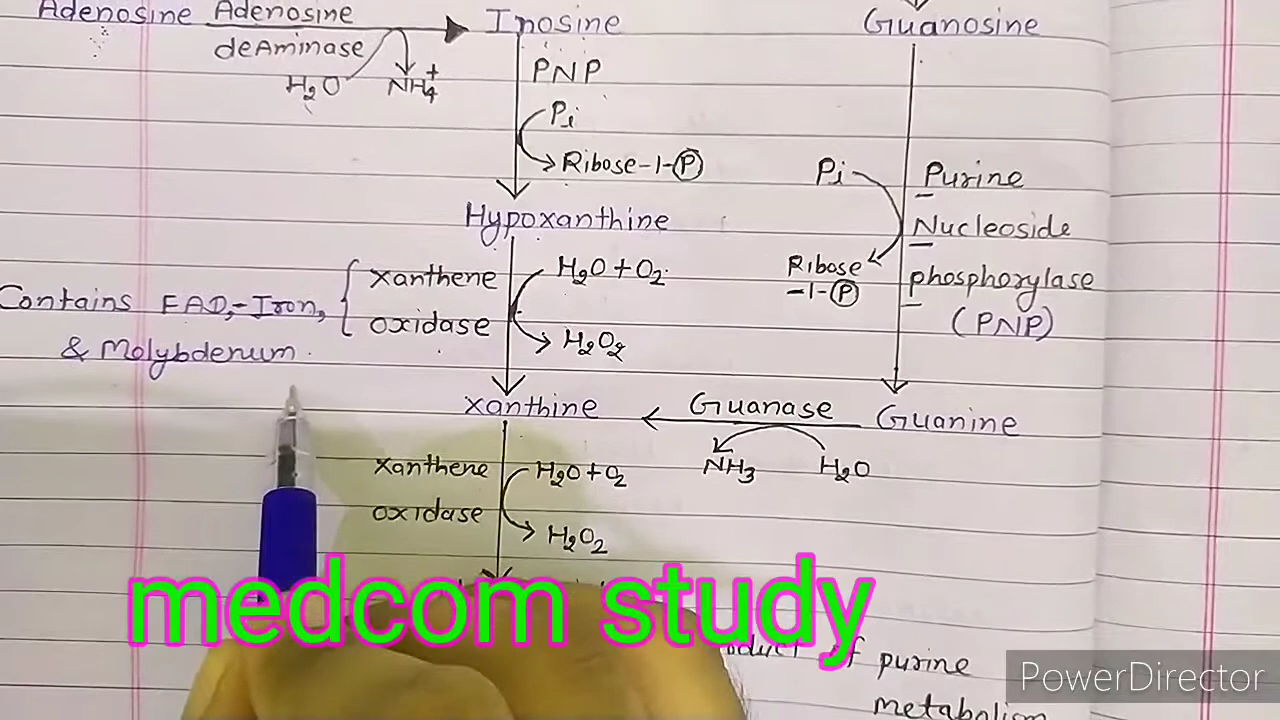 Adenosine Adenosine Inosine Guanosine
deAminase
H₂O NH₄⁺
PNP
Pi
Ribose-1-Ⓟ
Pi Purine
Nucleoside
phosphorylase
(PNP)
Ribose
-1-Ⓟ
Hypoxanthine
xanthene H₂O + O₂
oxidase H₂O₂
Contains FAD,-Iron,
& Molybdenum.
xanthine Guanase Guanine
NH₃ H₂O
xanthene H₂O+O₂
oxidase H₂O₂
medcom study
of purine
metabolism
PowerDirector